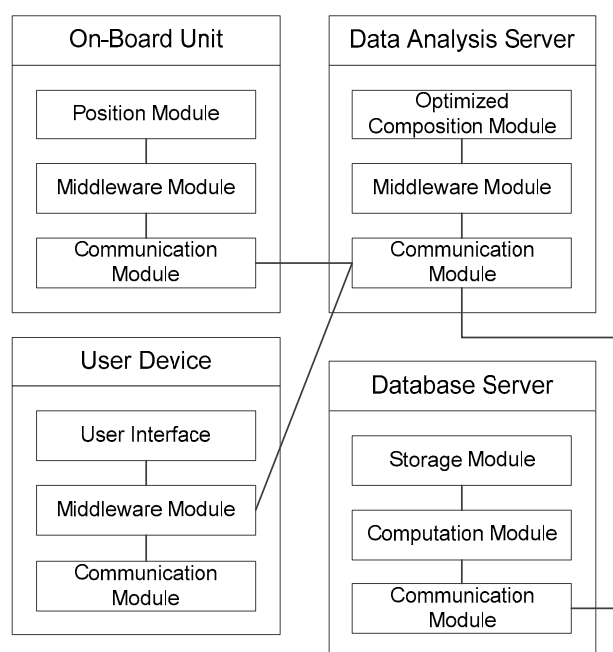 On-Board Unit
Position Module
Middleware Module
Communication
Module
Data Analysis Server
Optimized
Composition Module
Middleware Module
Communication
Module
User Device
User Interface
Middleware Module
Communication
Module
Database Server
Storage Module
Computation Module
Communication
Module